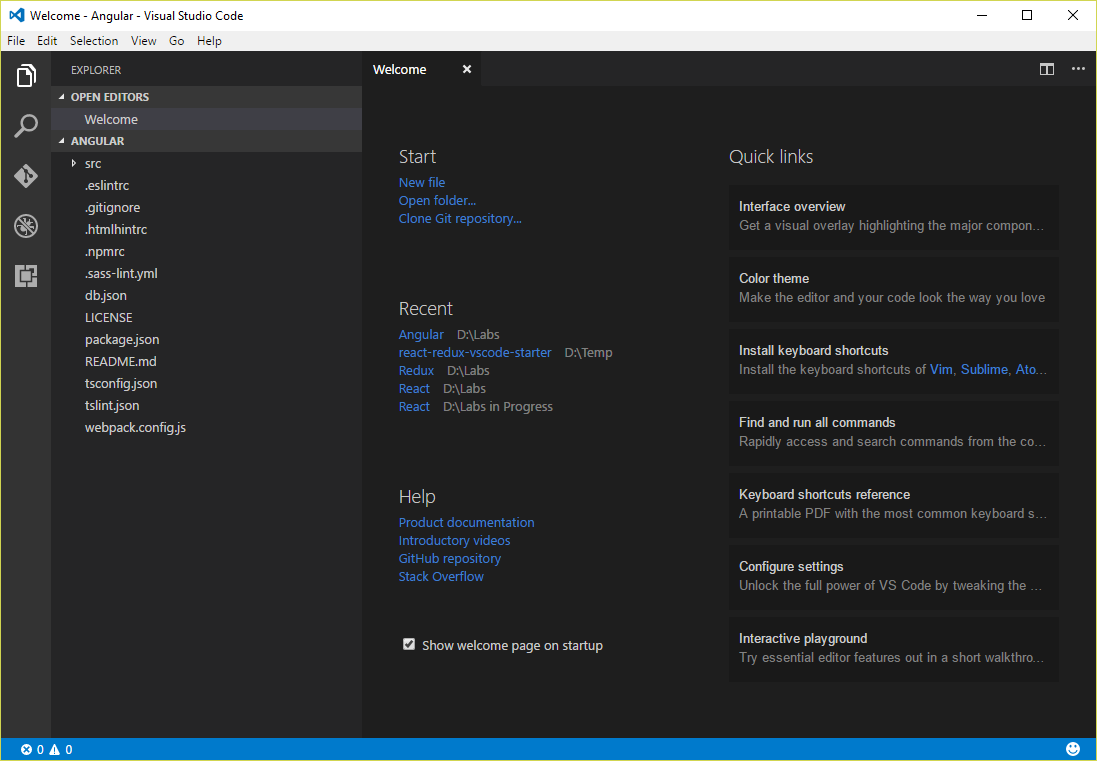 Welcome - Angular - Visual Studio Code
File Edit Selection View Go Help
EXPLORER
OPEN EDITORS
Welcome
ANGULAR
src
.eslintrc
.gitignore
.htmlhintrc
.npmrc
.sass-lint.yml
db.json
LICENSE
package.json
README.md
tsconfig.json
tslint.json
webpack.config.js
Welcome
Start
New file
Open folder...
Clone Git repository...
Recent
Angular D:\Labs
react-redux-vscode-starter D:\Temp
Redux D:\Labs
React D:\Labs
React D:\Labs in Progress
Help
Product documentation
Introductory videos
GitHub repository
Stack Overflow
Show welcome page on startup
Quick links
Interface overview
Get a visual overlay highlighting the major compon...
Color theme
Make the editor and your code look the way you love
Install keyboard shortcuts
Install the keyboard shortcuts of Vim, Sublime, Ato...
Find and run all commands
Rapidly access and search commands from the co...
Keyboard shortcuts reference
A printable PDF with the most common keyboard s...
Configure settings
Unlock the full power of VS Code by tweaking the ...
Interactive playground
Try essential editor features out in a short walkthro...
0 0